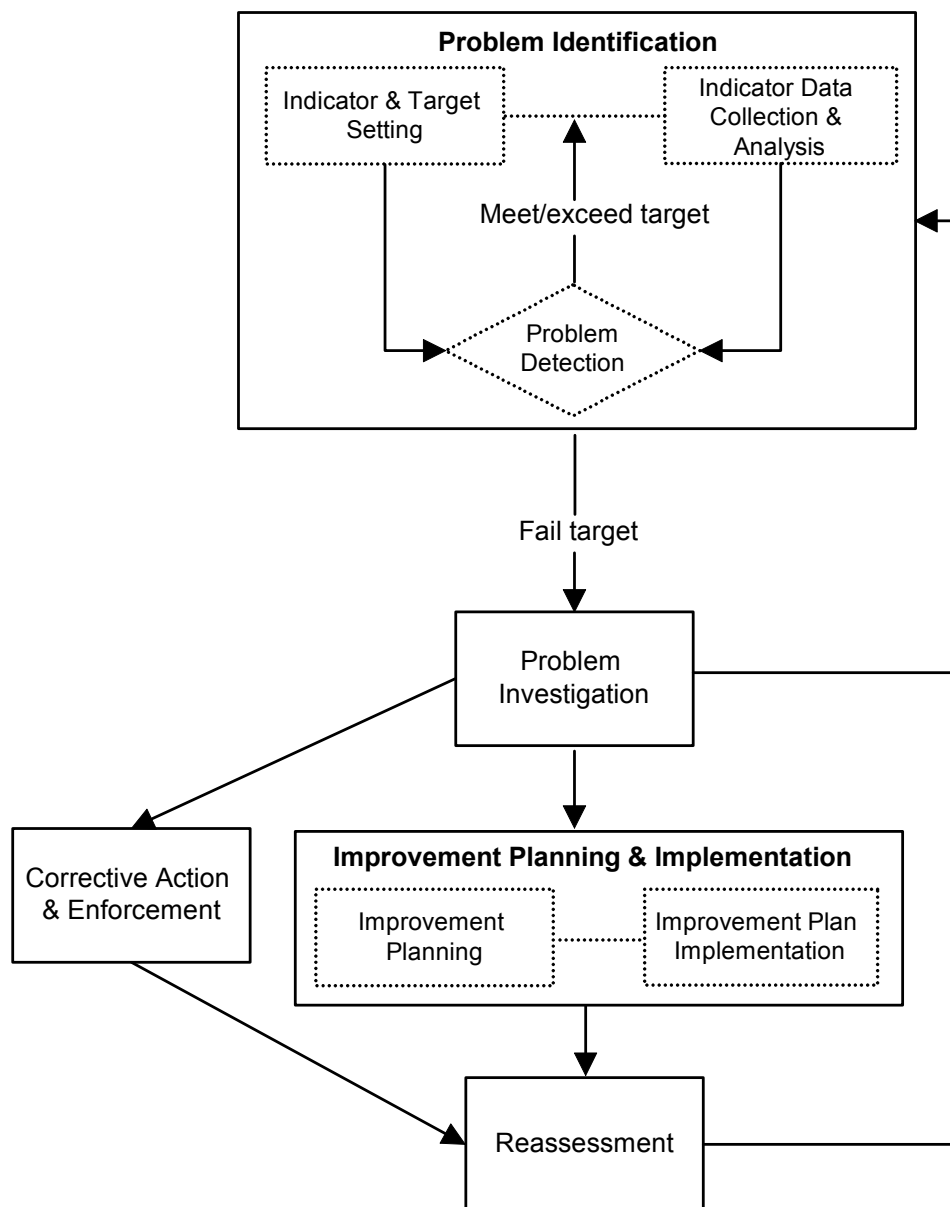 Problem Identification
Indicator & Target
Setting
Indicator Data
Collection &
Analysis
Meet/exceed target
Problem
Detection
Fail target
Problem
Investigation
Corrective Action
& Enforcement
Improvement Planning & Implementation
Improvement
Planning
Improvement Plan
Implementation
Reassessment